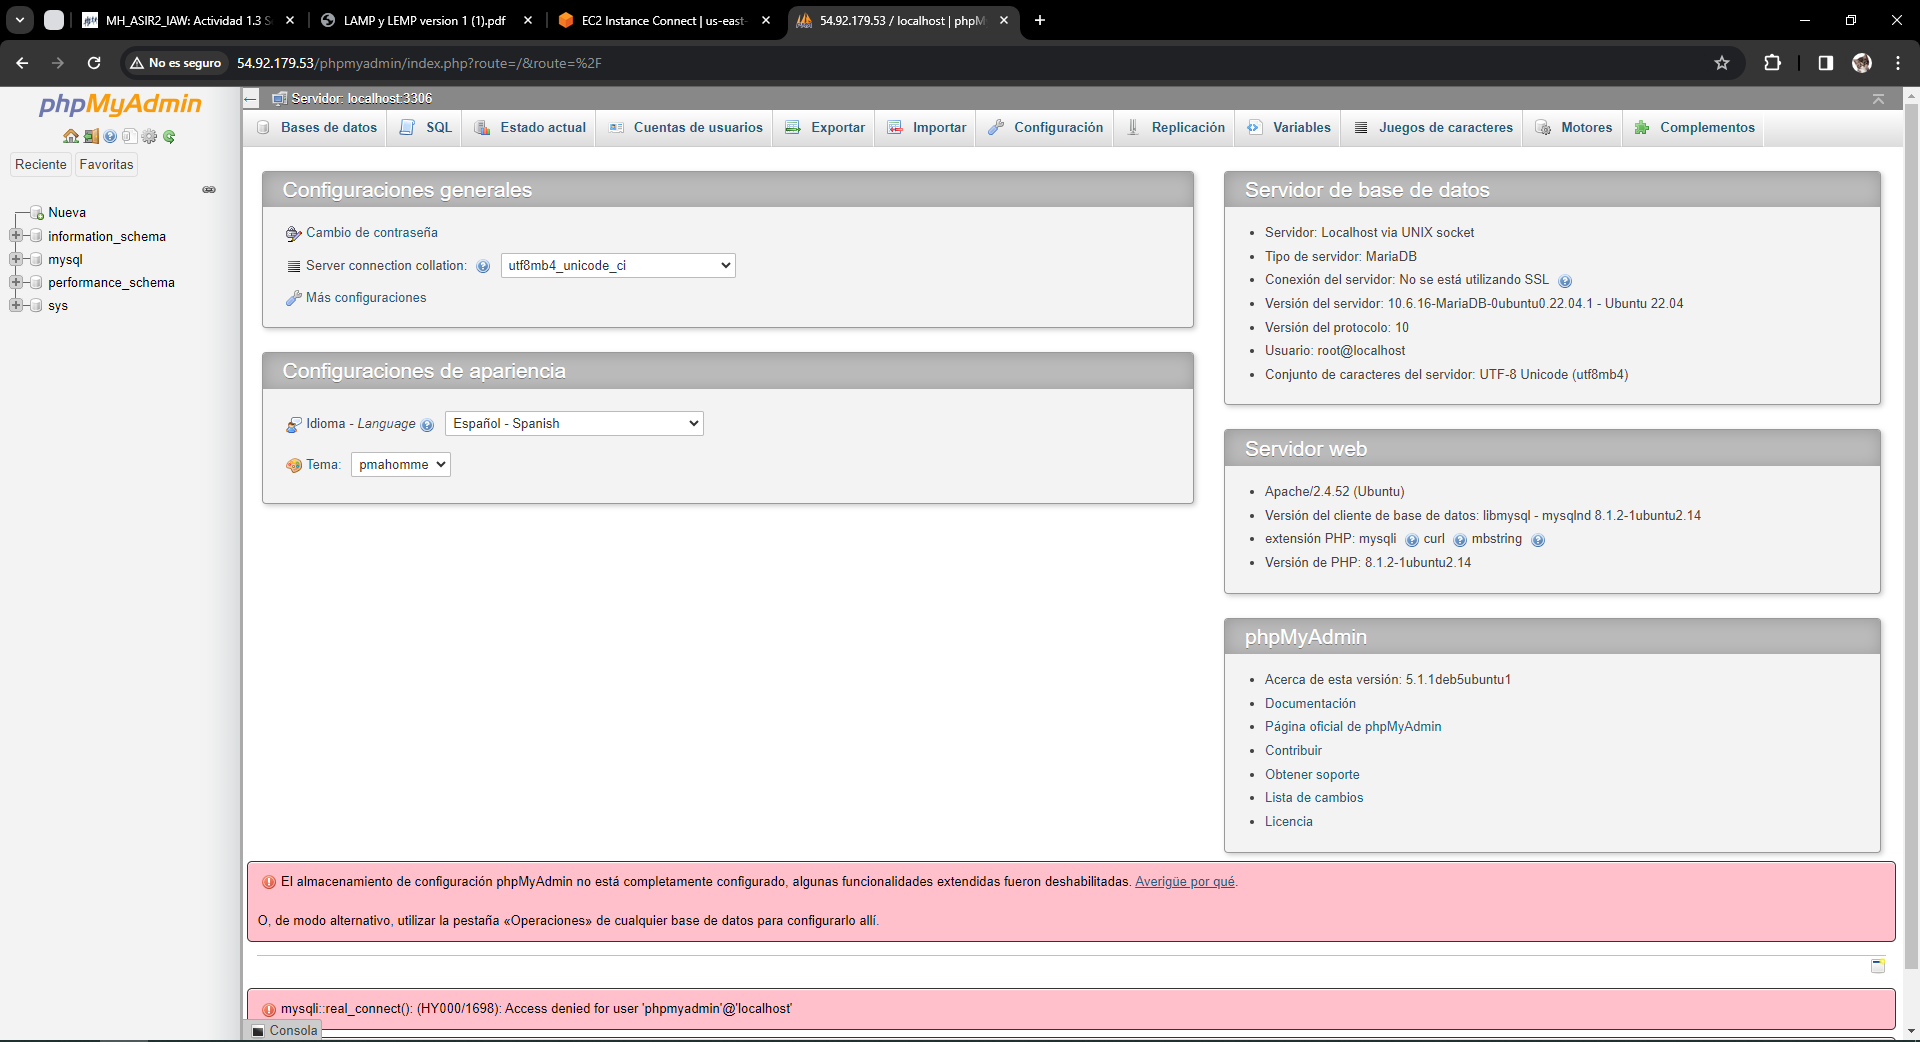 MH_ASIR2_IAW: Actividad 1.3 S
LAMP y LEMP version 1 (1).pdf
EC2 Instance Connect | us-east-
54.92.179.53 / localhost | phpM
No es seguro
54.92.179.53/phpmyadmin/index.php?route=/&route=%2F
phpMyAdmin
Reciente
Favoritas
Nueva
information_schema
mysql
performance_schema
sys
Servidor: localhost:3306
Bases de datos
SQL
Estado actual
Cuentas de usuarios
Exportar
Importar
Configuración
Replicación
Variables
Juegos de caracteres
Motores
Complementos
Configuraciones generales
Cambio de contraseña
Server connection collation:
utf8mb4_unicode_ci
Más configuraciones
Configuraciones de apariencia
Idioma - Language
Español - Spanish
Tema:
pmahomme
Servidor de base de datos
Servidor: Localhost via UNIX socket
Tipo de servidor: MariaDB
Conexión del servidor: No se está utilizando SSL
Versión del servidor: 10.6.16-MariaDB-0ubuntu0.22.04.1 - Ubuntu 22.04
Versión del protocolo: 10
Usuario: root@localhost
Conjunto de caracteres del servidor: UTF-8 Unicode (utf8mb4)
Servidor web
Apache/2.4.52 (Ubuntu)
Versión del cliente de base de datos: libmysql - mysqlnd 8.1.2-1ubuntu2.14
extensión PHP: mysqli curl mbstring
Versión de PHP: 8.1.2-1ubuntu2.14
phpMyAdmin
Acerca de esta versión: 5.1.1deb5ubuntu1
Documentación
Página oficial de phpMyAdmin
Contribuir
Obtener soporte
Lista de cambios
Licencia
El almacenamiento de configuración phpMyAdmin no está completamente configurado, algunas funcionalidades extendidas fueron deshabilitadas. Averigüe por qué.
O, de modo alternativo, utilizar la pestaña «Operaciones» de cualquier base de datos para configurarlo allí.
mysqli::real_connect(): (HY000/1698): Access denied for user 'phpmyadmin'@'localhost'
Consola